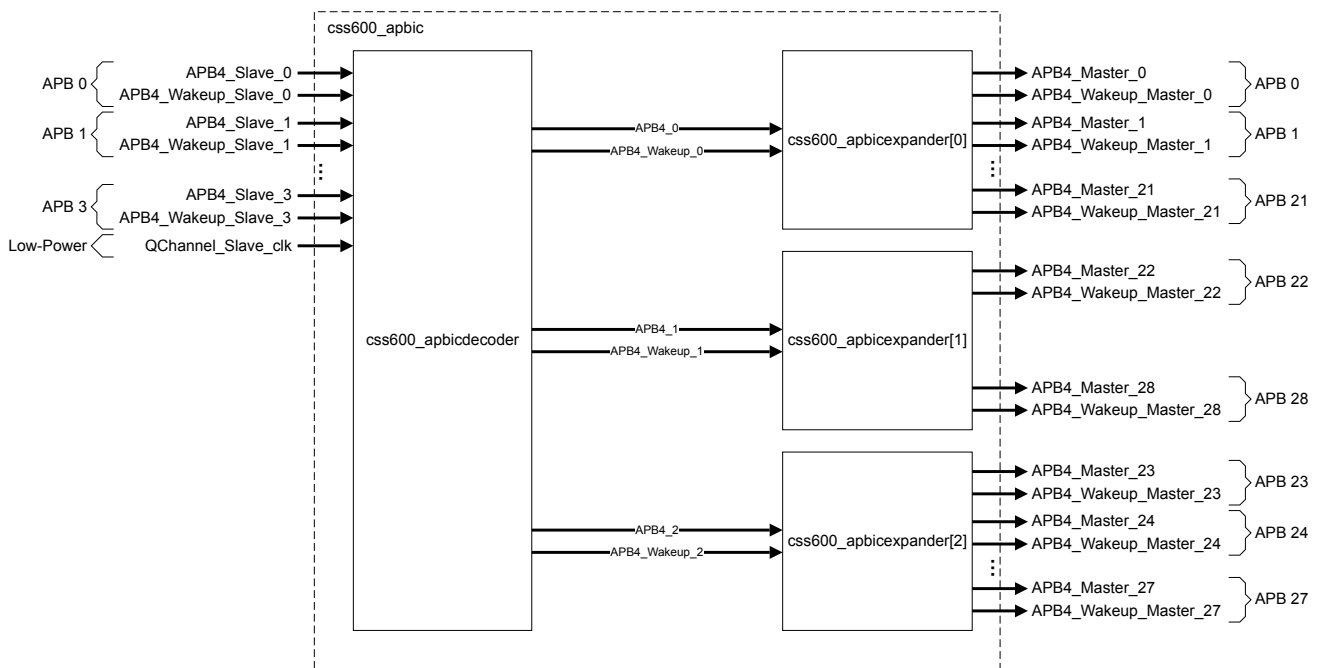 css600_apbic
APB 0
APB4_Slave_0
APB4_Wakeup_Slave_0
APB 1
APB4_Slave_1
APB4_Wakeup_Slave_1
...
APB 3
APB4_Slave_3
APB4_Wakeup_Slave_3
Low-Power
QChannel_Slave_clk
css600_apbicdecoder
APB4_0
APB4_Wakeup_0
APB4_1
APB4_Wakeup_1
APB4_2
APB4_Wakeup_2
css600_apbicexpander[0]
css600_apbicexpander[1]
css600_apbicexpander[2]
APB4_Master_0
APB4_Wakeup_Master_0
APB 0
APB4_Master_1
APB4_Wakeup_Master_1
APB 1
...
APB4_Master_21
APB4_Wakeup_Master_21
APB 21
APB4_Master_22
APB4_Wakeup_Master_22
APB 22
APB4_Master_28
APB4_Wakeup_Master_28
APB 28
APB4_Master_23
APB4_Wakeup_Master_23
APB 23
APB4_Master_24
APB4_Wakeup_Master_24
APB 24
...
APB4_Master_27
APB4_Wakeup_Master_27
APB 27